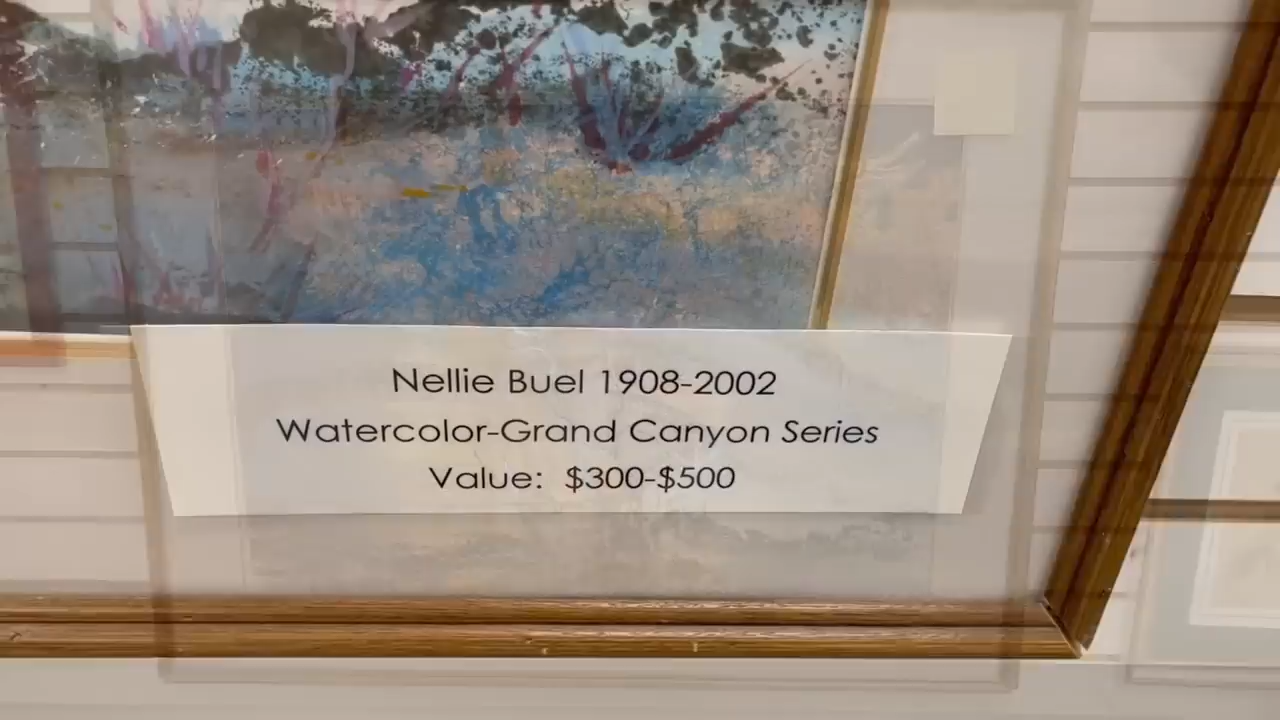 Nellie Buel 1908-2002
Watercolor-Grand Canyon Series
Value: $300-$500